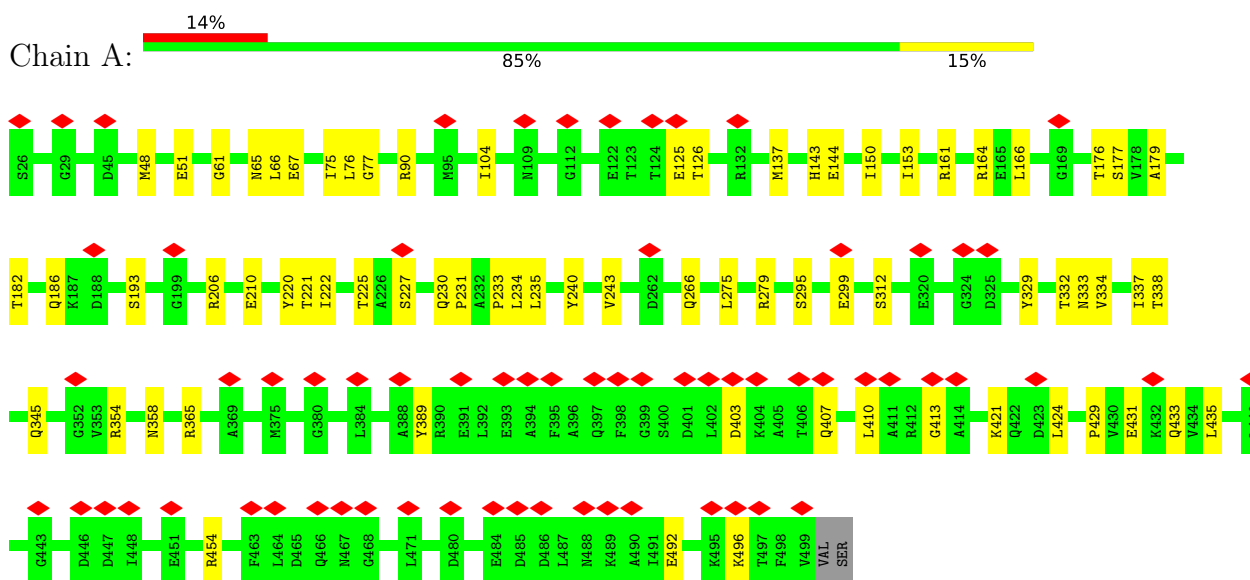 14%
Chain A:
85% 15%
S26 G29 D45 M48 E51 G61 N65 L66 E67 I75 L76 G77 R90 M95 I104 N109 G112 E122 T123 T124 E125 T126 R132 M137 H143 E144 I150 I153 R161 R164 E165 L166 G169 T176 S177 V178 A179
T182 Q186 K187 D188 S193 G199 R206 E210 Y220 T221 I222 T225 A226 S227 Q230 P231 A232 P233 L234 L235 Y240 V243 D262 Q266 L275 R279 S295 E299 S312 E320 G324 D325 Y329 T332 N333 V334 I337 T338
Q345 G352 V353 R354 N358 R365 A369 M375 G380 L384 A388 Y389 R390 E391 L392 E393 A394 F395 A396 Q397 F398 G399 S400 D401 L402 D403 K404 A405 T406 Q407 L410 A411 R412 G413 A414 K421 Q422 D423 L424 P429 V430 E431 K432 Q433 V434 L435
G443 D446 D447 I448 E451 R454 F463 L464 D465 Q466 N467 G468 L471 D480 E484 D485 D486 L487 N488 K489 A490 I491 E492 K495 K496 T497 F498 V499 VAL SER